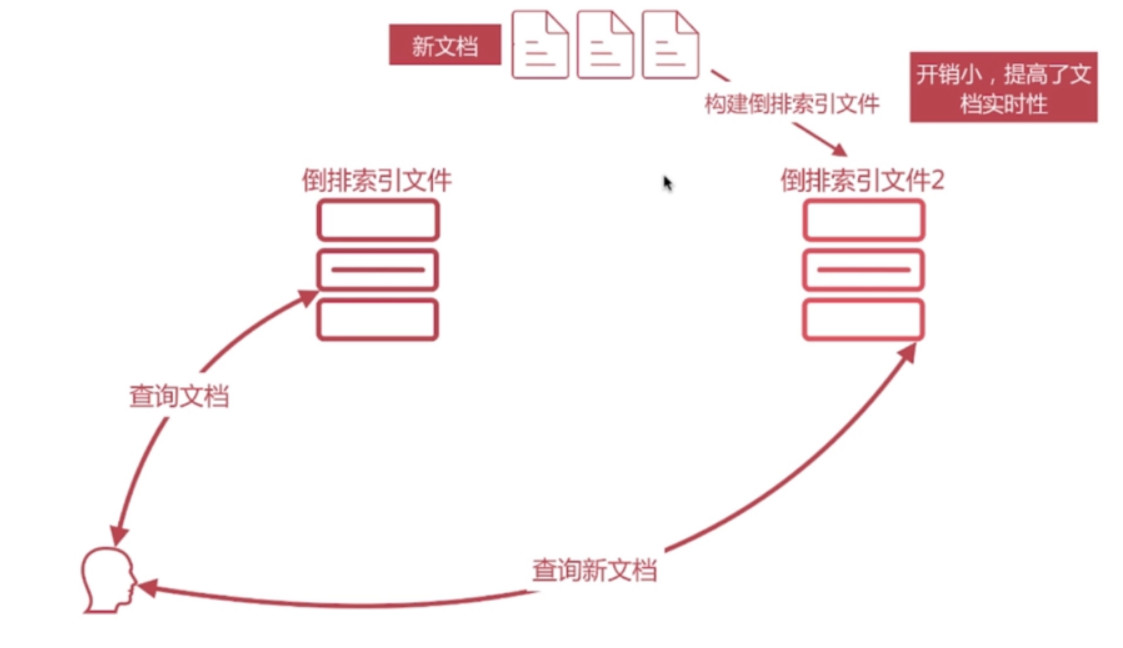 新文档
开销小，提高了文
档实时性
构建倒排索引文件
倒排索引文件
倒排索引文件2
查询文档
查询新文档